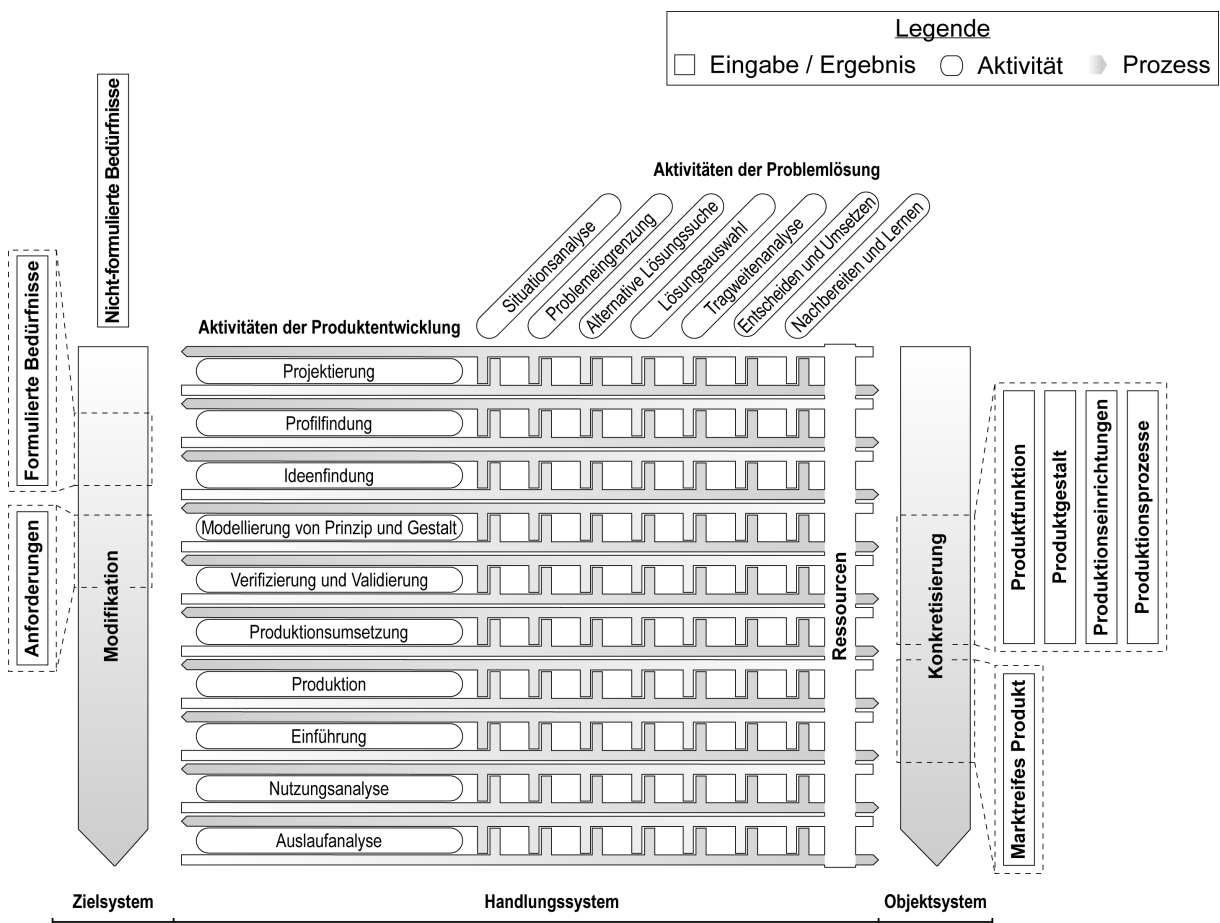 Legende
Eingabe / Ergebnis
Aktivität
Prozess
Nicht-formulierte Bedürfnisse
Aktivitäten der Problemlösung
Situationsanalyse
Problemeingrenzung
Alternative Lösungssuche
Lösungsauswahl
Tragweitenanalyse
Entscheiden und Umsetzen
Nachbereiten und Lernen
Formulierte Bedürfnisse
Anforderungen
Modifikation
Aktivitäten der Produktentwicklung
Projektierung
Profilfindung
Ideenfindung
Modellierung von Prinzip und Gestalt
Verifizierung und Validierung
Produktionsumsetzung
Produktion
Einführung
Nutzungsanalyse
Auslaufanalyse
Ressourcen
Konkretisierung
Produktfunktion
Produktgestalt
Produktionseinrichtungen
Produktionsprozesse
Marktreifes Produkt
Zielsystem
Handlungssystem
Objektsystem